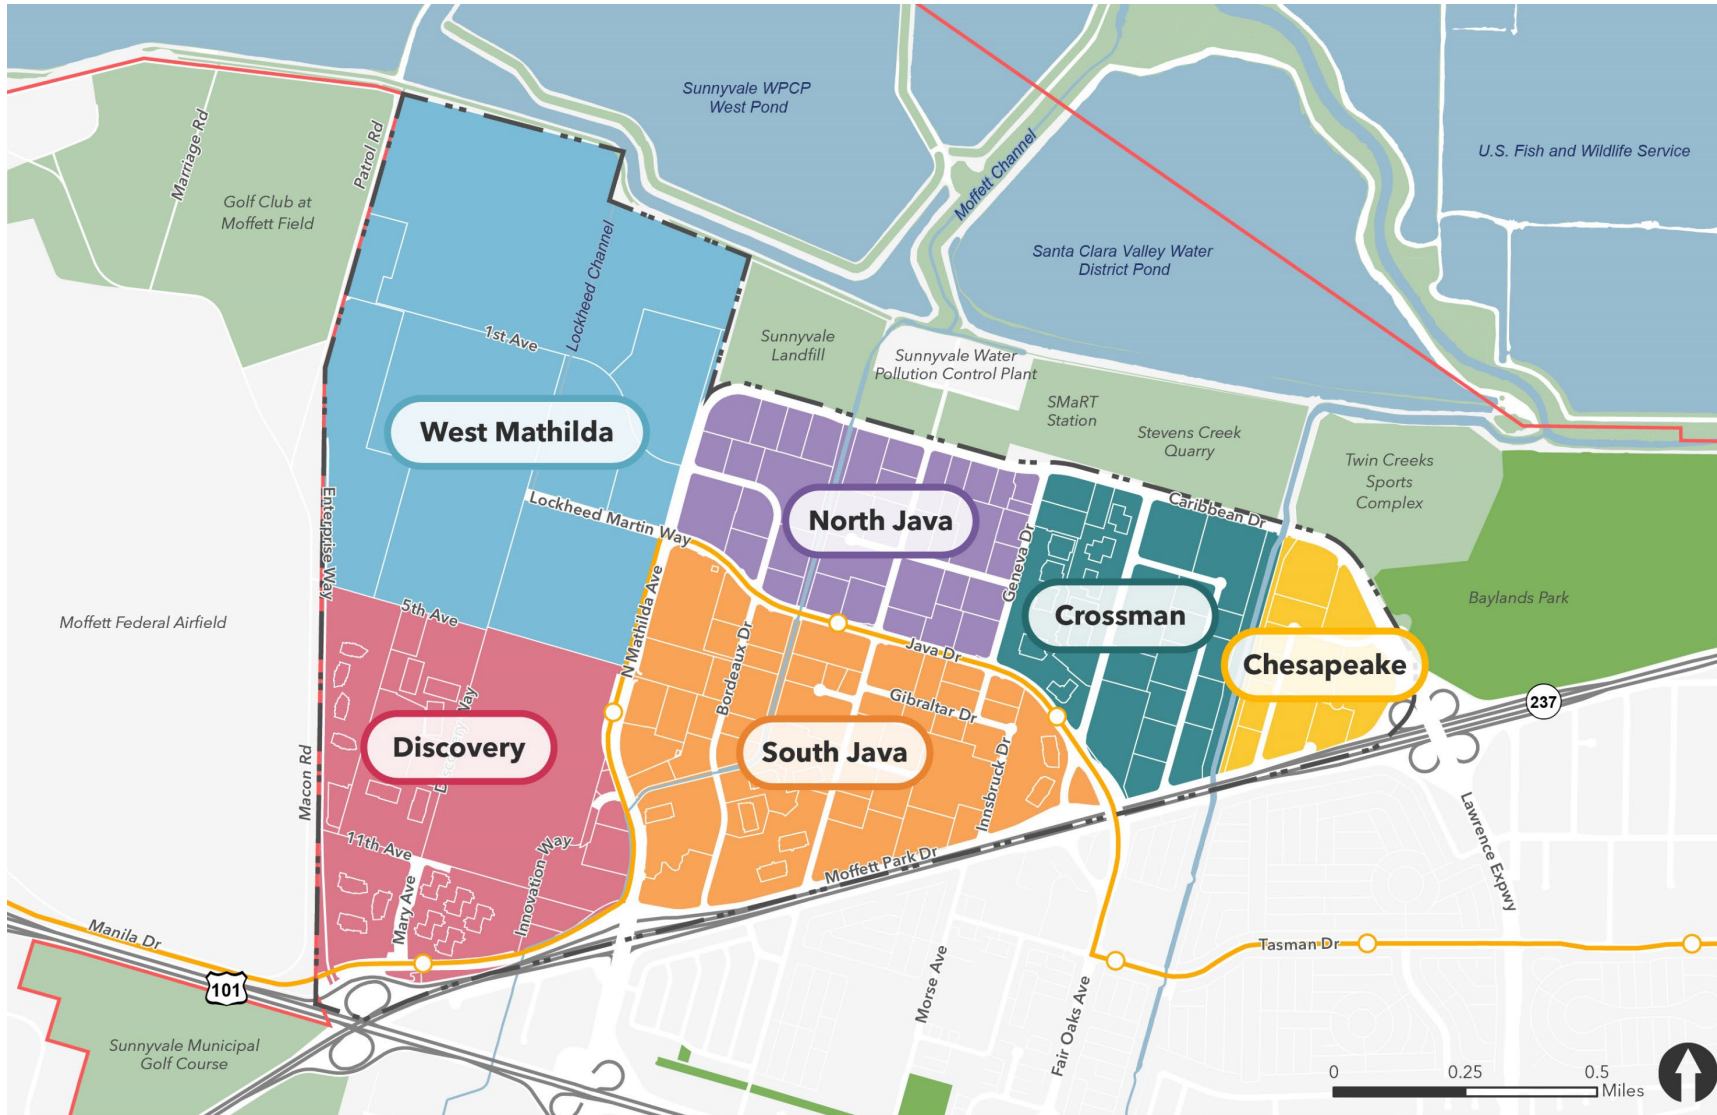 Sunnyvale WPCP
West Pond
Marriage Rd
Patrol Rd
Golf Club at
Moffett Field
Moffett Channel
U.S. Fish and Wildlife Service
Santa Clara Valley Water
District Pond
Lockheed Channel
1st Ave
Sunnyvale
Landfill
Sunnyvale Water
Pollution Control Plant
SMaRT
Station
Stevens Creek
Quarry
Twin Creeks
Sports
Complex
West Mathilda
Lockheed Martin Way
North Java
Caribbean Dr
Enterprise Way
Geneva Dr
5th Ave
N Mathilda Ave
Moffett Federal Airfield
Baylands Park
Crossman
Bordeaux Dr
Java Dr
Chesapeake
Discovery Way
Gibraltar Dr
237
Discovery
South Java
Macon Rd
Innsbruck Dr
11th Ave
Innovation Way
Moffett Park Dr
Lawrence Expwy
Mary Ave
Manila Dr
Tasman Dr
101
Morse Ave
Fair Oaks Ave
Sunnyvale Municipal
Golf Course
0 0.25 0.5
Miles